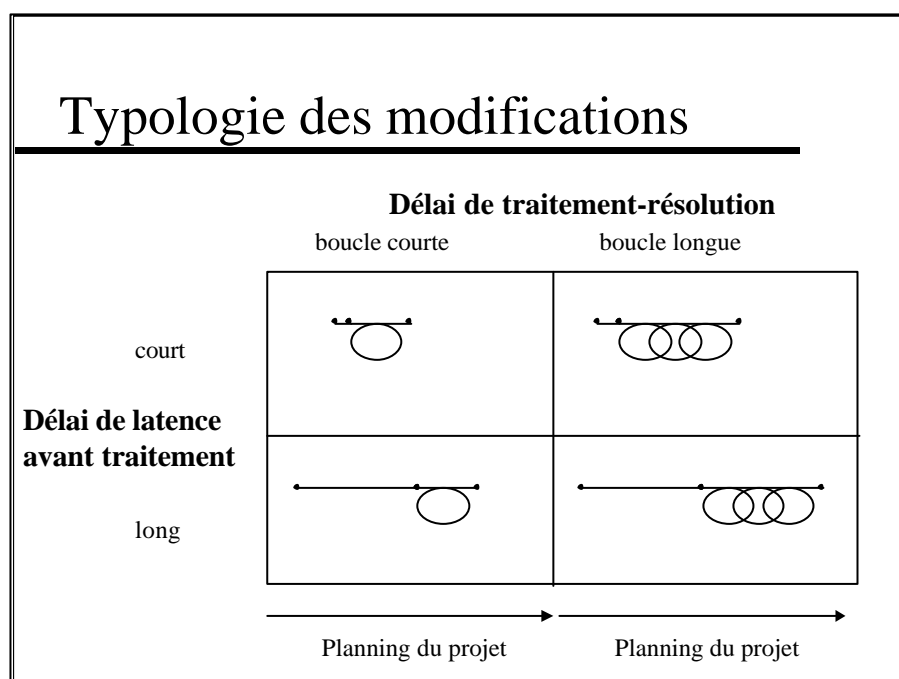 Typologie des modifications
Délai de traitement-résolution
boucle courte boucle longue
court
Délai de latence
avant traitement
long
Planning du projet Planning du projet